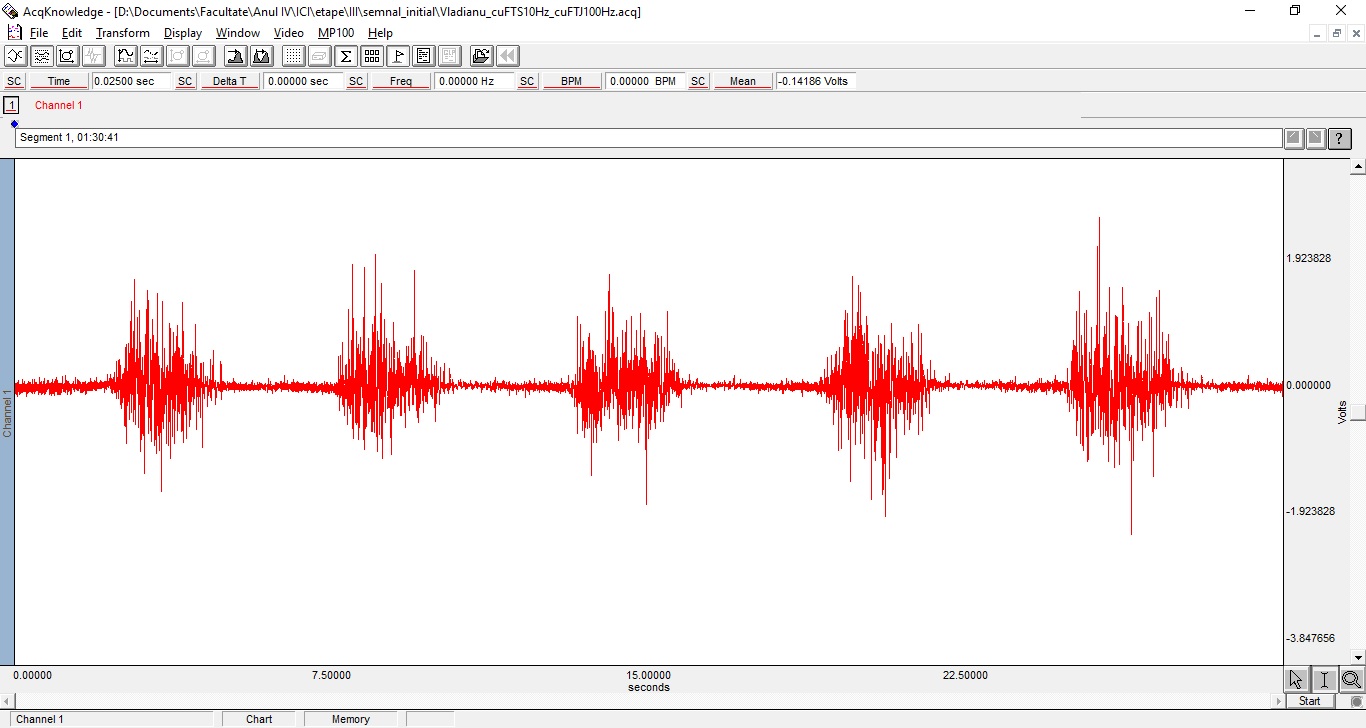 AcqKnowledge - [D:\Documents\Facultate\Anul IV\ICI\etape\III\semnal_initial\Vladianu_cuFTS10Hz_cuFTJ100Hz.acq]
File Edit Transform Display Window Video MP100 Help
SC Time 0.02500 sec SC Delta T 0.00000 sec SC Freq 0.00000 Hz SC BPM 0.00000 BPM SC Mean -0.14186 Volts
1 Channel 1
Segment 1, 01:30:41 ?
1.923828
0.000000
Channel 1
Volts
-1.923828
-3.847656
0.00000 7.50000 15.00000 22.50000
seconds
Start
Channel 1 Chart Memory